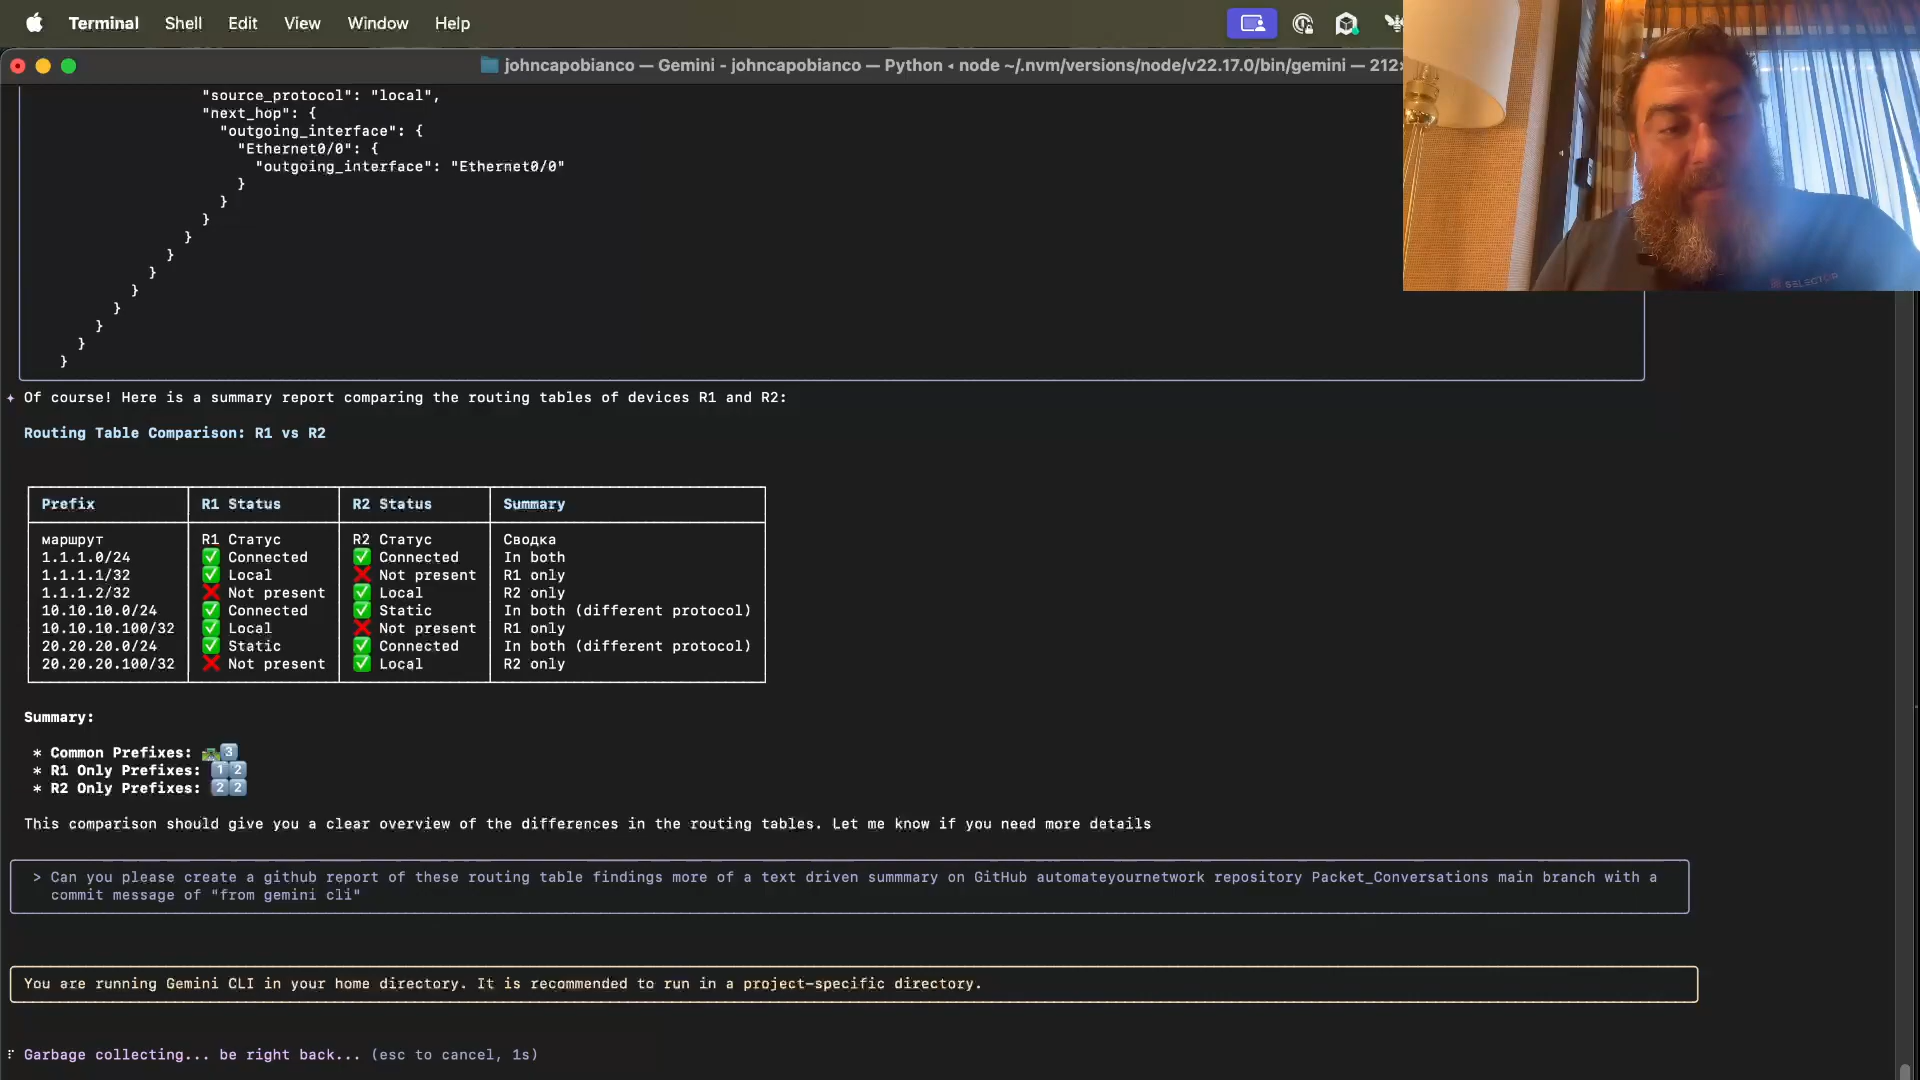 Terminal Shell Edit View Window Help
johncapobianco — Gemini - johncapobianco — Python ◂ node ~/.nvm/versions/node/v22.17.0/bin/gemini — 212
"source_protocol": "local",
"next_hop": {
"outgoing_interface": {
"Ethernet0/0": {
"outgoing_interface": "Ethernet0/0"
}
}
}
}
}
}
}
}
}
}
}
SELECTOR
✦ Of course! Here is a summary report comparing the routing tables of devices R1 and R2:
Routing Table Comparison: R1 vs R2
Prefix R1 Status R2 Status Summary
маршрут R1 Статус R2 Статус Сводка
1.1.1.0/24 ✅ Connected ✅ Connected In both
1.1.1.1/32 ✅ Local ❌ Not present R1 only
1.1.1.2/32 ❌ Not present ✅ Local R2 only
10.10.10.0/24 ✅ Connected ✅ Static In both (different protocol)
10.10.10.100/32 ✅ Local ❌ Not present R1 only
20.20.20.0/24 ✅ Static ✅ Connected In both (different protocol)
20.20.20.100/32 ❌ Not present ✅ Local R2 only
Summary:
* Common Prefixes: 3
* R1 Only Prefixes: 1 2
* R2 Only Prefixes: 2 2
This comparison should give you a clear overview of the differences in the routing tables. Let me know if you need more details
> Can you please create a github report of these routing table findings more of a text driven summmary on GitHub automateyournetwork repository Packet_Conversations main branch with a
commit message of "from gemini cli"
You are running Gemini CLI in your home directory. It is recommended to run in a project-specific directory.
Garbage collecting... be right back... (esc to cancel, 1s)